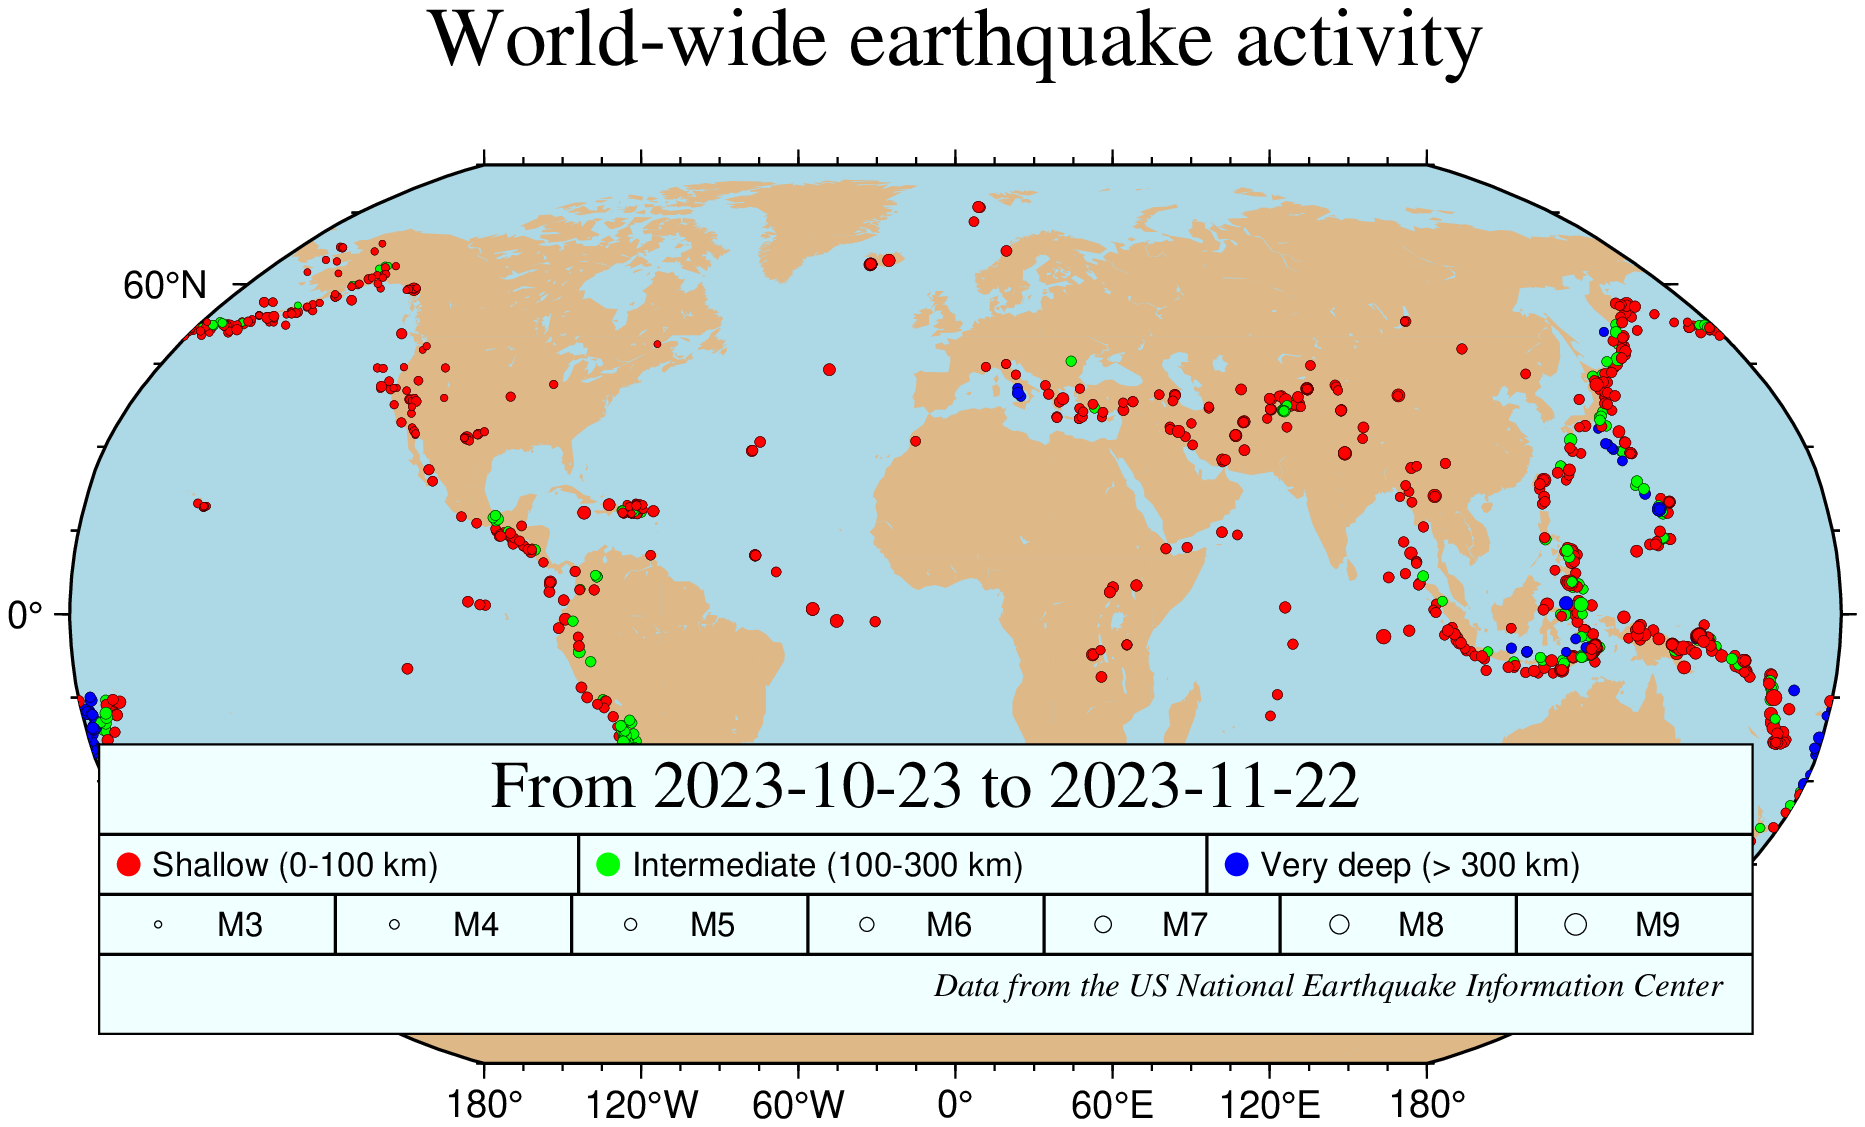 World-wide earthquake activity
60°N
0°
From 2023-10-23 to 2023-11-22
Shallow (0-100 km) Intermediate (100-300 km) Very deep (> 300 km)
M3 M4 M5 M6 M7 M8 M9
Data from the US National Earthquake Information Center
180° 120°W 60°W 0° 60°E 120°E 180°